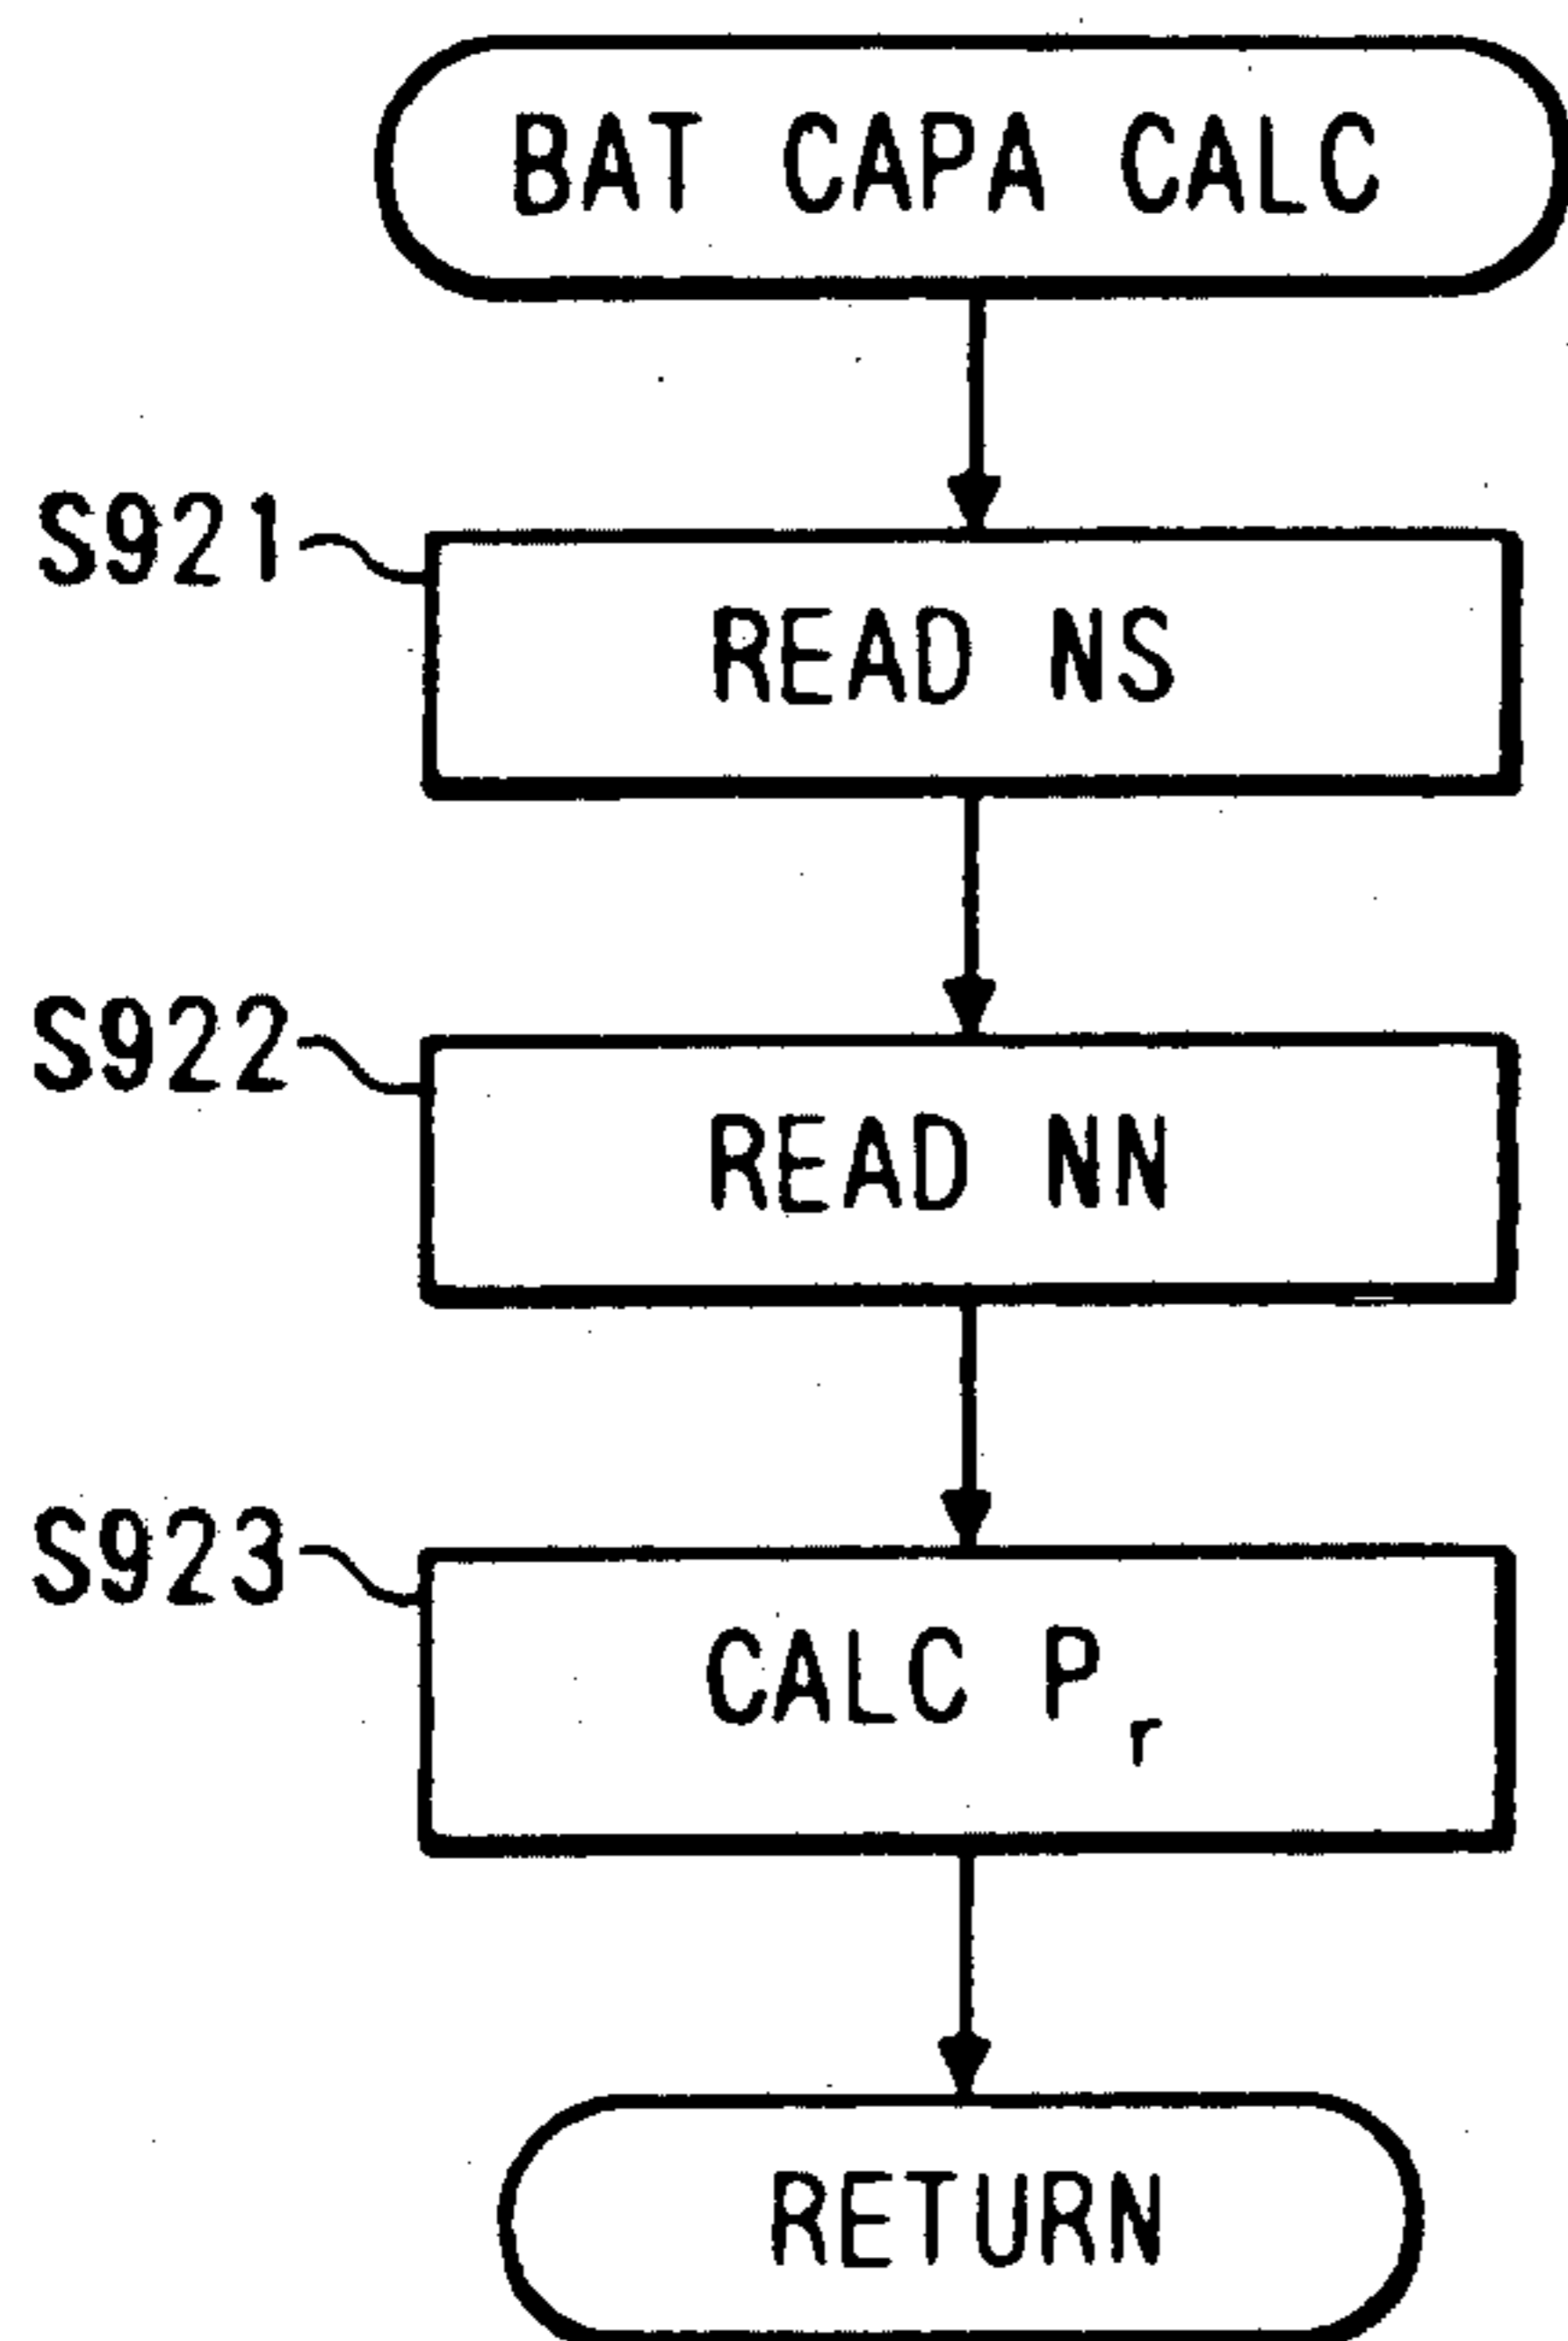 BAT CAPA CALC
S921
READ NS
S922
READ NN
S923
CALC Pr
RETURN